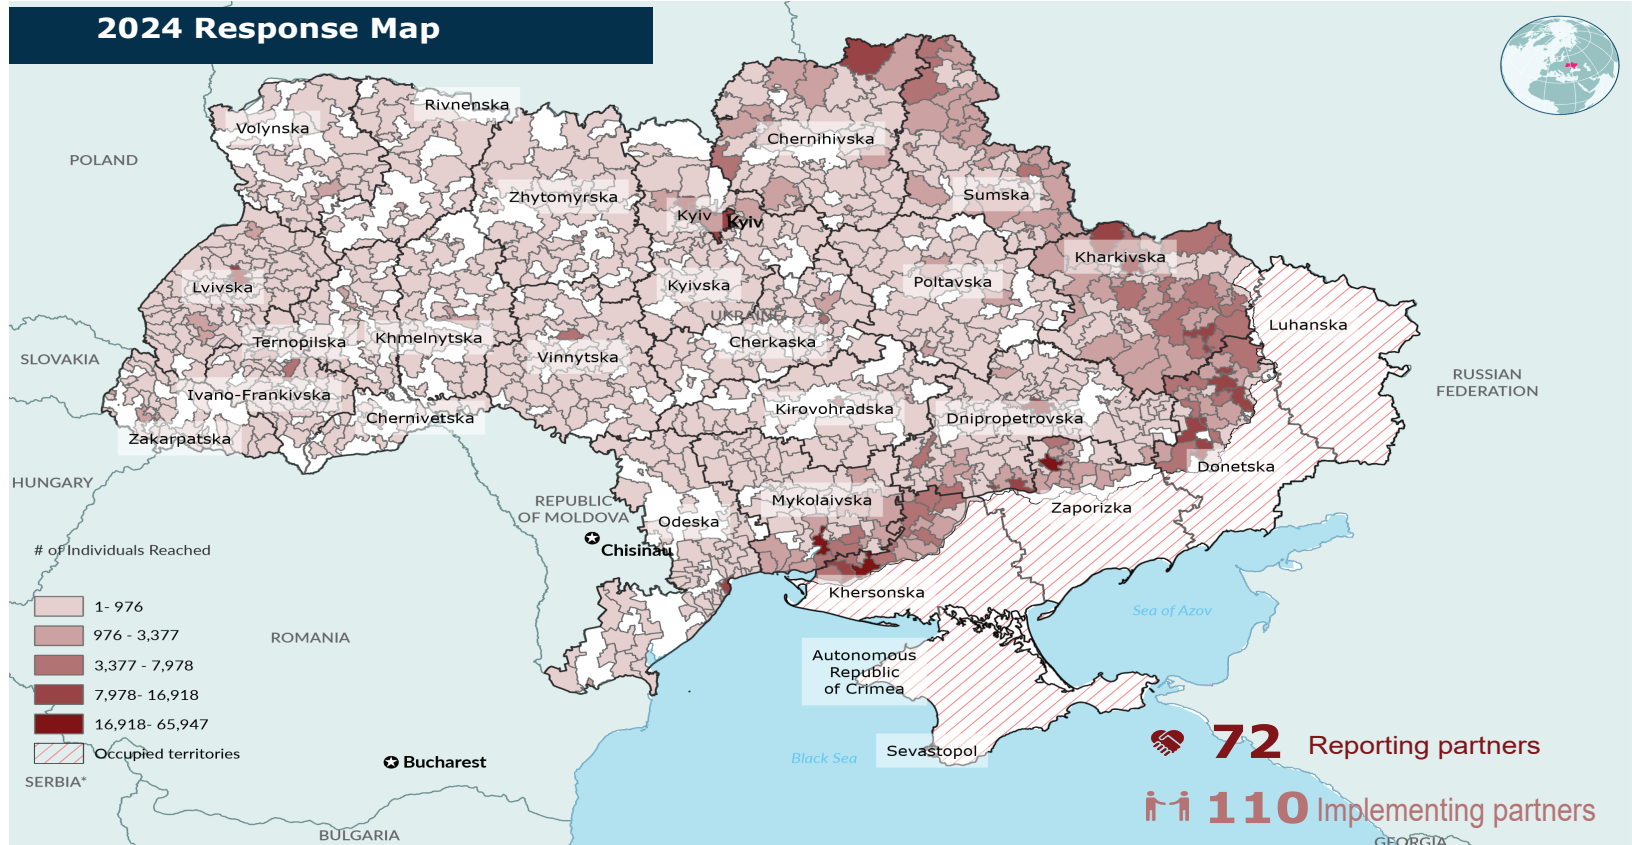 2024 Response Map
Rivnenska
Volynska
Chernihivska
POLAND
Zhytomyrska
Sumska
Kyiv
Kyiv
Kharkivska
Lvivska
Kyivska
Poltavska
UKRAINE
Luhanska
Ternopilska
Khmelnytska
Cherkaska
SLOVAKIA
Vinnytska
RUSSIAN
FEDERATION
Ivano-Frankivska
Chernivetska
Kirovohradska
Dnipropetrovska
Zakarpatska
Donetska
HUNGARY
REPUBLIC
OF MOLDOVA
Mykolaivska
Zaporizka
Odeska
Chisinau
# of Individuals Reached
Khersonska
1- 976
Sea of Azov
976 - 3,377
ROMANIA
3,377 - 7,978
Autonomous
Republic
of Crimea
7,978- 16,918
16,918- 65,947
Occupied territories
Sevastopol
72 Reporting partners
Black Sea
Bucharest
SERBIA*
110 Implementing partners
BULGARIA
GEORGIA